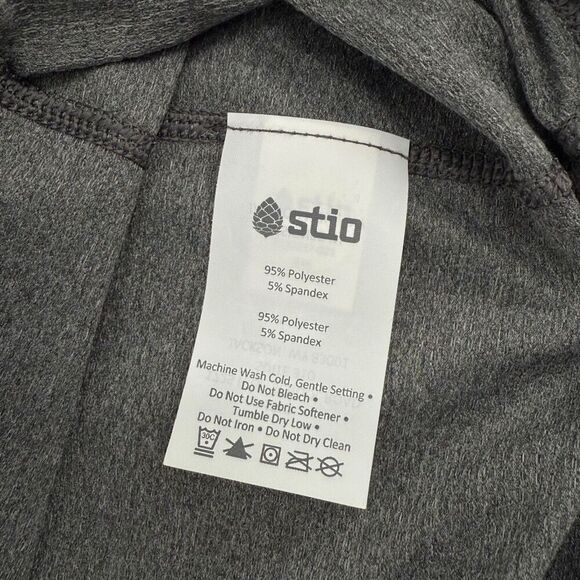 stio
95% Polyester
5% Spandex
95% Polyester
5% Spandex
Machine Wash Cold, Gentle Setting •
Do Not Bleach •
Do Not Use Fabric Softener •
Tumble Dry Low •
Do Not Iron • Do Not Dry Clean
30C